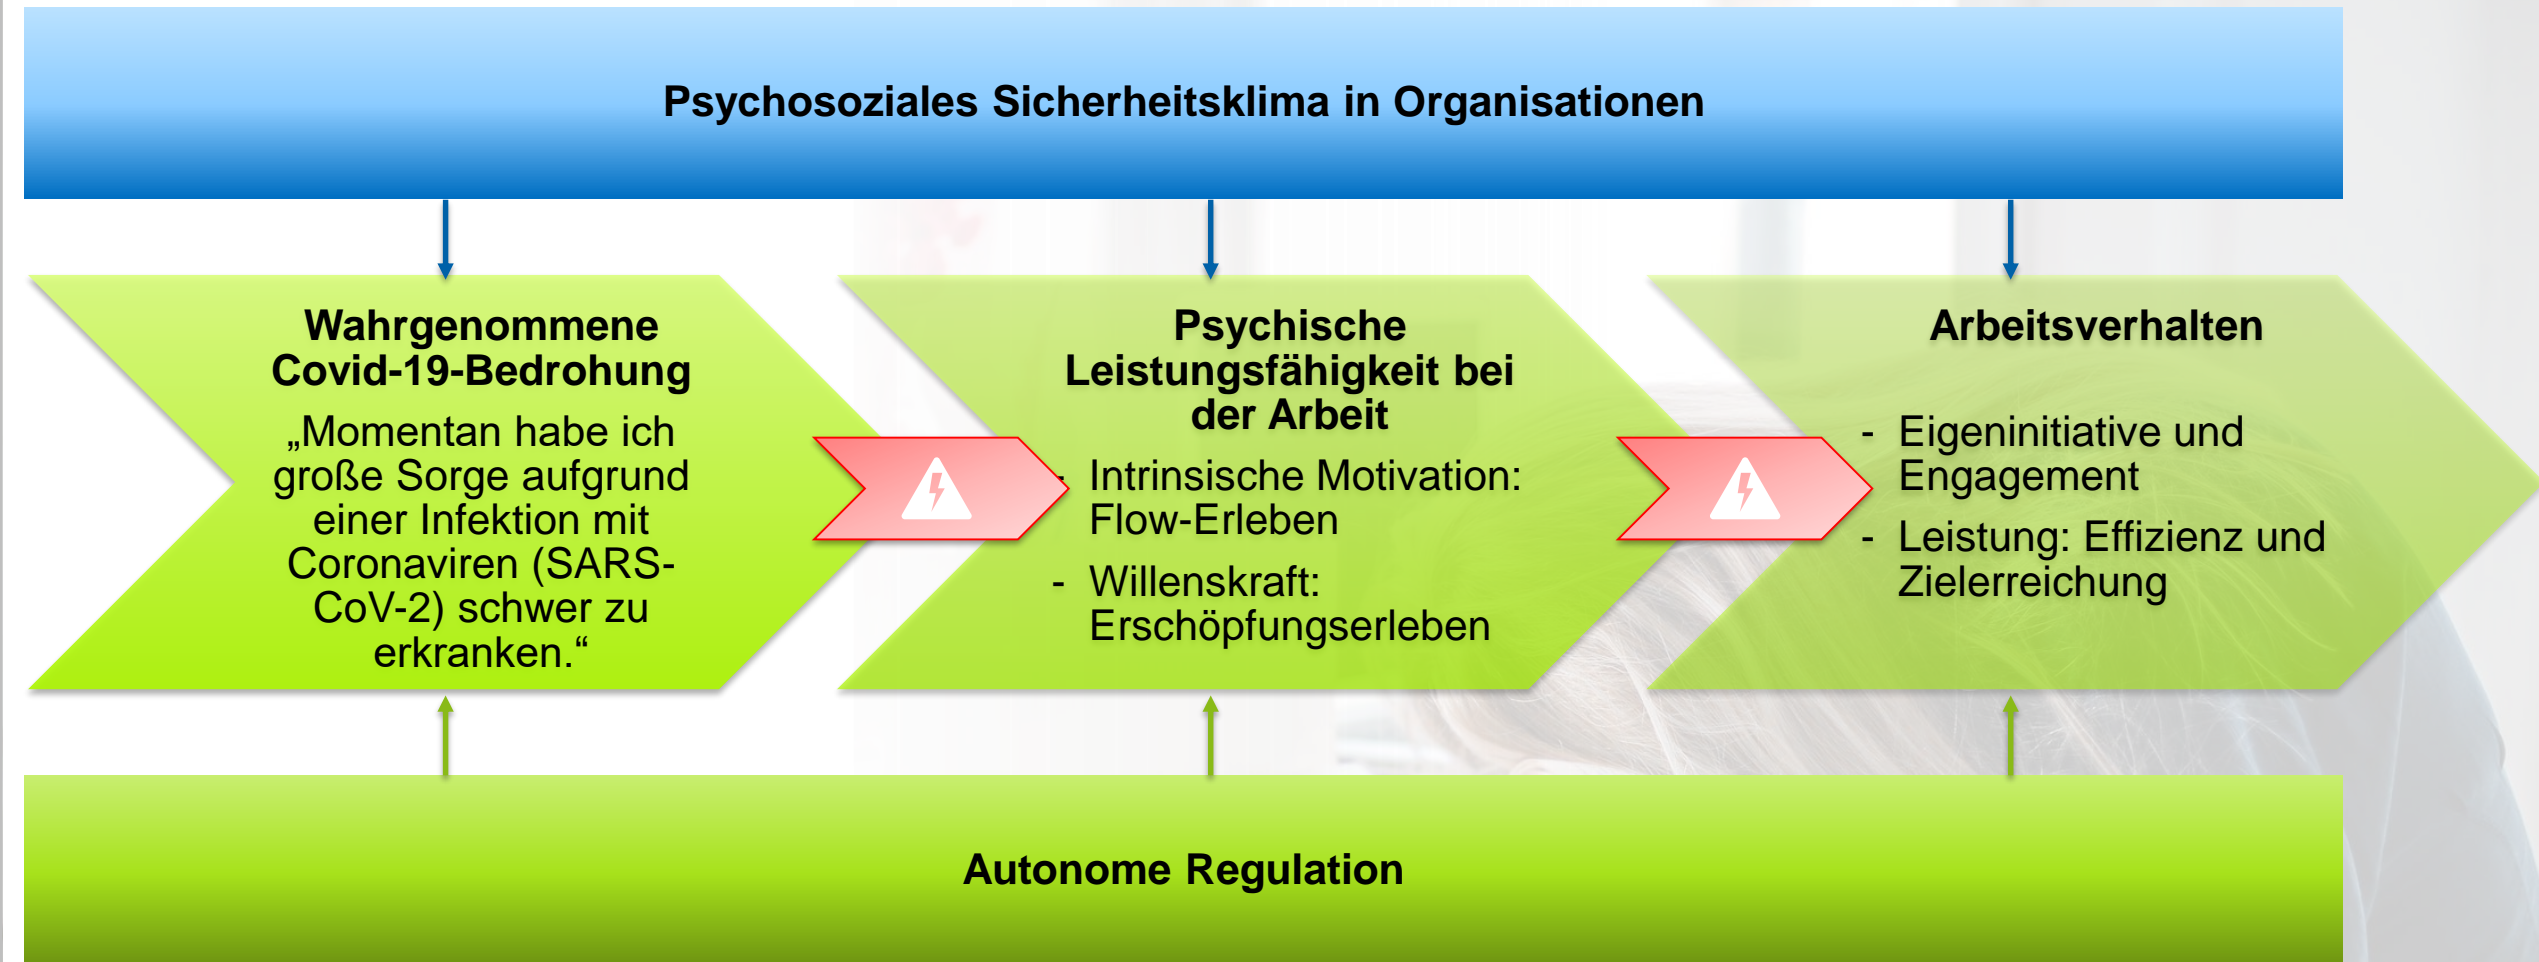 Psychosoziales Sicherheitsklima in Organisationen
Wahrgenommene
Covid-19-Bedrohung
„Momentan habe ich
große Sorge aufgrund
einer Infektion mit
Coronaviren (SARS-
CoV-2) schwer zu
erkranken.“
Psychische
Leistungsfähigkeit bei
der Arbeit
- Intrinsische Motivation:
Flow-Erleben
- Willenskraft:
Erschöpfungserleben
Arbeitsverhalten
- Eigeninitiative und
Engagement
- Leistung: Effizienz und
Zielerreichung
Autonome Regulation